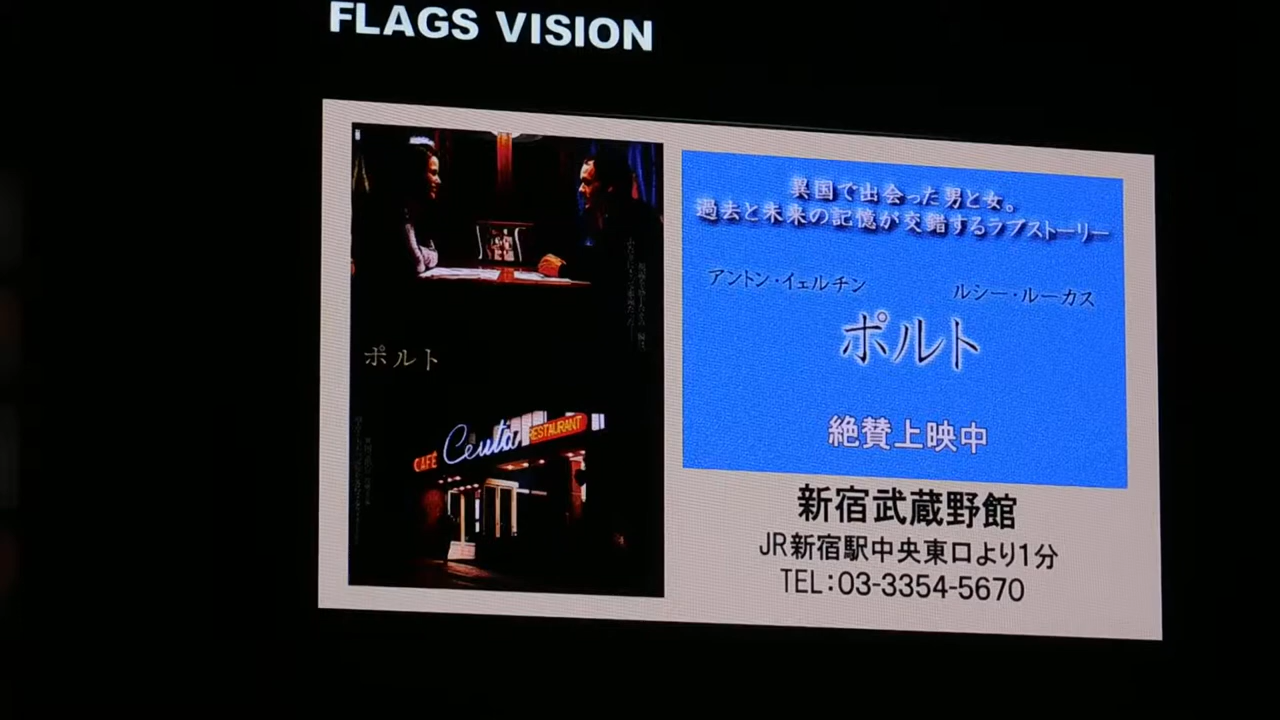 FLAGS VISION
異国で出会った男と女。
過去と未来の記憶が交錯するラブストーリー
アントン・イェルチン
ルシー・ルーカス
ポルト
絶賛上映中
新宿武蔵野館
JR新宿駅中央東口より1分
TEL:03-3354-5670
ポルト
CAFÉ Ceuta RESTAURANT